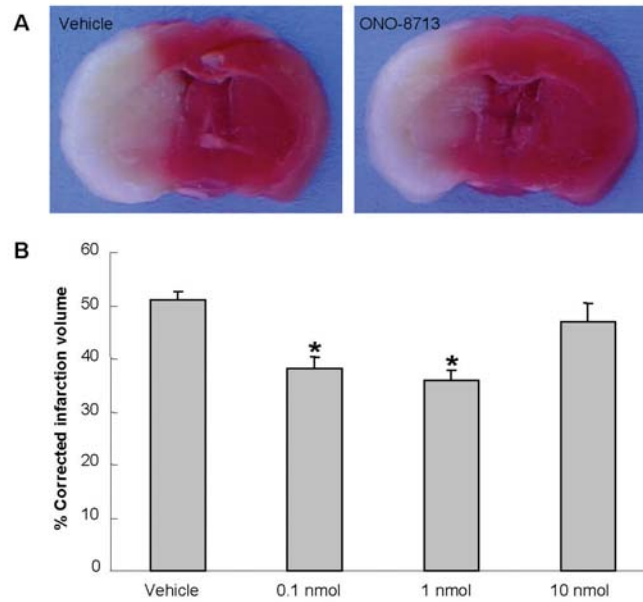 A
Vehicle
ONO-8713
B
% Corrected infarction volume
60
50
40
30
20
10
0
*
*
Vehicle
0.1 nmol
1 nmol
10 nmol